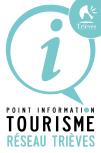 Trièves
i
POINT INFORMATION
TOURISME
RÉSEAU TRIÈVES